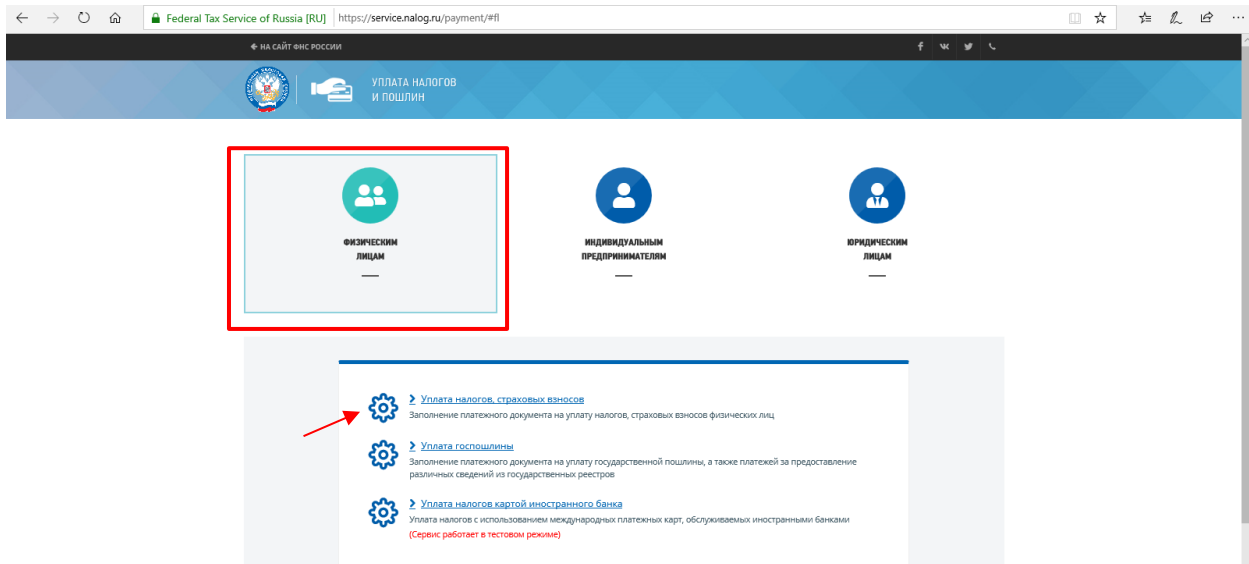 Federal Tax Service of Russia [RU] https://service.nalog.ru/payment/#fl
НА САЙТ ФНС РОССИИ
УПЛАТА НАЛОГОВ
И ПОШЛИН
ФИЗИЧЕСКИМ
ЛИЦАМ
ИНДИВИДУАЛЬНЫМ
ПРЕДПРИНИМАТЕЛЯМ
ЮРИДИЧЕСКИМ
ЛИЦАМ
Уплата налогов, страховых взносов
Заполнение платежного документа на уплату налогов, страховых взносов физических лиц
Уплата госпошлины
Заполнение платежного документа на уплату государственной пошлины, а также платежей за предоставление
различных сведений из государственных реестров
Уплата налогов картой иностранного банка
Уплата налогов с использованием международных платежных карт, обслуживаемых иностранными банками
(Сервис работает в тестовом режиме)